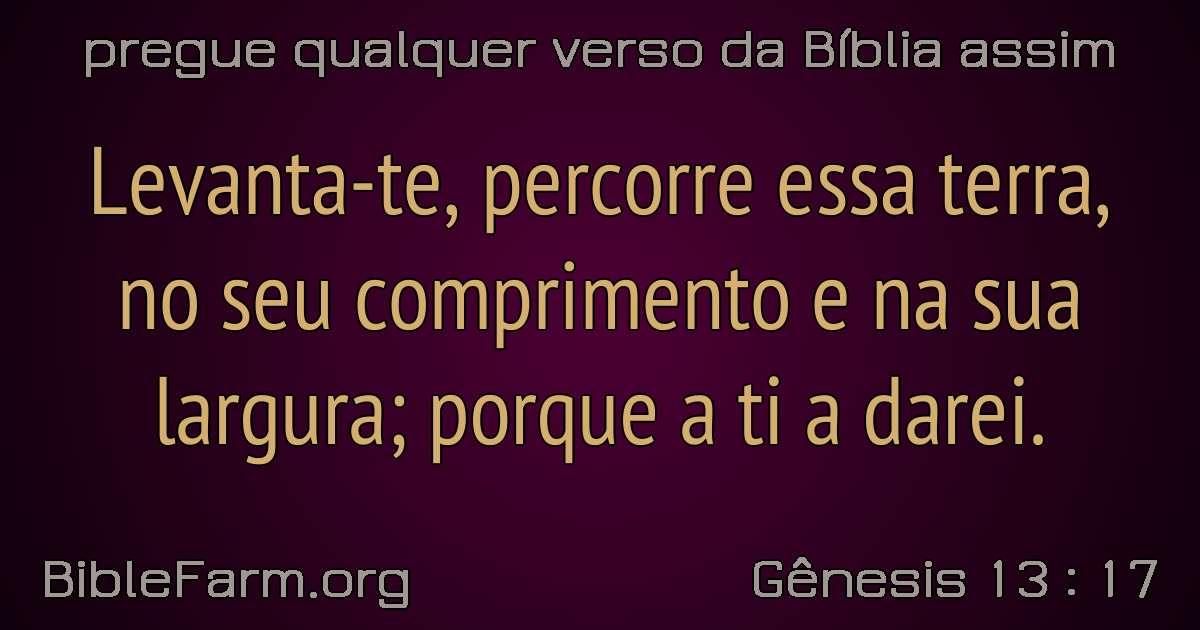 pregue qualquer verso da Bíblia assim
Levanta-te, percorre essa terra,
no seu comprimento e na sua
largura; porque a ti a darei.
BibleFarm.org
Gênesis 13 : 17